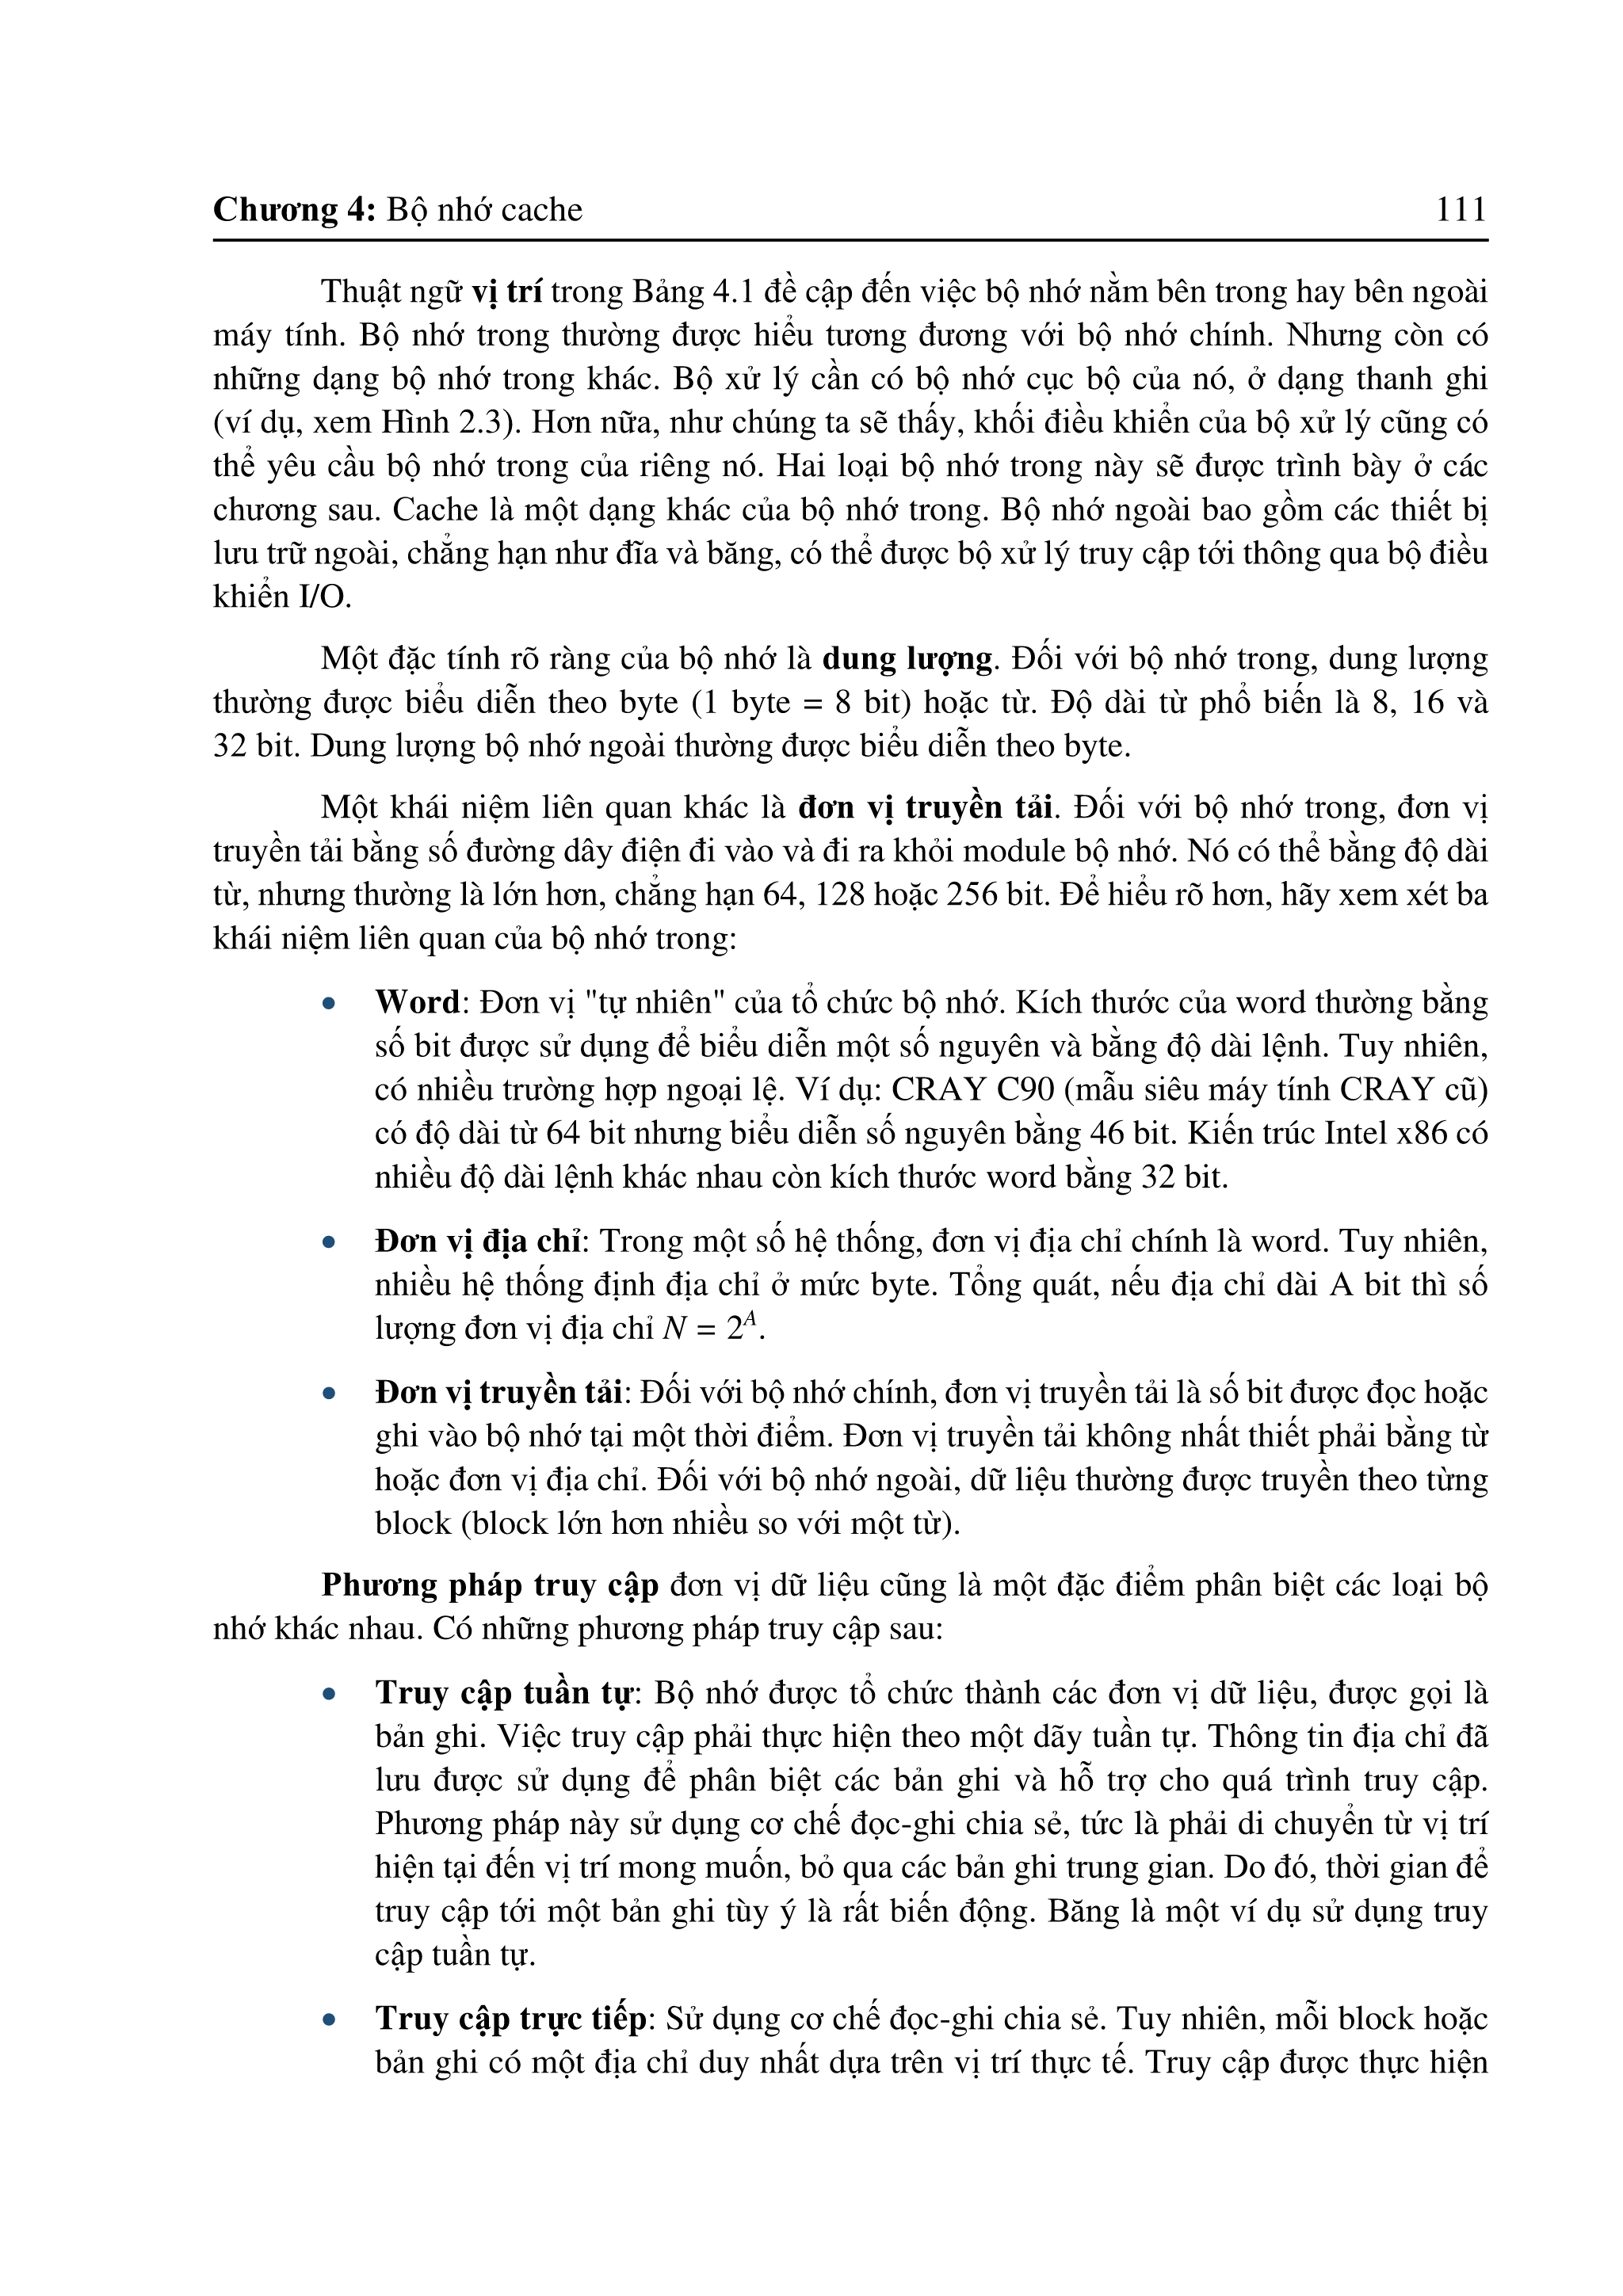 Chương 4: Bộ nhớ cache 111
Thuật ngữ vị trí trong Bảng 4.1 đề cập đến việc bộ nhớ nằm bên trong hay bên ngoài
máy tính. Bộ nhớ trong thường được hiểu tương đương với bộ nhớ chính. Nhưng còn có
những dạng bộ nhớ trong khác. Bộ xử lý cần có bộ nhớ cục bộ của nó, ở dạng thanh ghi
(ví dụ, xem Hình 2.3). Hơn nữa, như chúng ta sẽ thấy, khối điều khiển của bộ xử lý cũng có
thể yêu cầu bộ nhớ trong của riêng nó. Hai loại bộ nhớ trong này sẽ được trình bày ở các
chương sau. Cache là một dạng khác của bộ nhớ trong. Bộ nhớ ngoài bao gồm các thiết bị
lưu trữ ngoài, chẳng hạn như đĩa và băng, có thể được bộ xử lý truy cập tới thông qua bộ điều
khiển I/O.
Một đặc tính rõ ràng của bộ nhớ là dung lượng. Đối với bộ nhớ trong, dung lượng
thường được biểu diễn theo byte (1 byte = 8 bit) hoặc từ. Độ dài từ phổ biến là 8, 16 và
32 bit. Dung lượng bộ nhớ ngoài thường được biểu diễn theo byte.
Một khái niệm liên quan khác là đơn vị truyền tải. Đối với bộ nhớ trong, đơn vị
truyền tải bằng số đường dây điện đi vào và đi ra khỏi module bộ nhớ. Nó có thể bằng độ dài
từ, nhưng thường là lớn hơn, chẳng hạn 64, 128 hoặc 256 bit. Để hiểu rõ hơn, hãy xem xét ba
khái niệm liên quan của bộ nhớ trong:
• Word: Đơn vị "tự nhiên" của tổ chức bộ nhớ. Kích thước của word thường bằng
số bit được sử dụng để biểu diễn một số nguyên và bằng độ dài lệnh. Tuy nhiên,
có nhiều trường hợp ngoại lệ. Ví dụ: CRAY C90 (mẫu siêu máy tính CRAY cũ)
có độ dài từ 64 bit nhưng biểu diễn số nguyên bằng 46 bit. Kiến trúc Intel x86 có
nhiều độ dài lệnh khác nhau còn kích thước word bằng 32 bit.
• Đơn vị địa chỉ: Trong một số hệ thống, đơn vị địa chỉ chính là word. Tuy nhiên,
nhiều hệ thống định địa chỉ ở mức byte. Tổng quát, nếu địa chỉ dài A bit thì số
lượng đơn vị địa chỉ N = 2^A.
• Đơn vị truyền tải: Đối với bộ nhớ chính, đơn vị truyền tải là số bit được đọc hoặc
ghi vào bộ nhớ tại một thời điểm. Đơn vị truyền tải không nhất thiết phải bằng từ
hoặc đơn vị địa chỉ. Đối với bộ nhớ ngoài, dữ liệu thường được truyền theo từng
block (block lớn hơn nhiều so với một từ).
Phương pháp truy cập đơn vị dữ liệu cũng là một đặc điểm phân biệt các loại bộ
nhớ khác nhau. Có những phương pháp truy cập sau:
• Truy cập tuần tự: Bộ nhớ được tổ chức thành các đơn vị dữ liệu, được gọi là
bản ghi. Việc truy cập phải thực hiện theo một dãy tuần tự. Thông tin địa chỉ đã
lưu được sử dụng để phân biệt các bản ghi và hỗ trợ cho quá trình truy cập.
Phương pháp này sử dụng cơ chế đọc-ghi chia sẻ, tức là phải di chuyển từ vị trí
hiện tại đến vị trí mong muốn, bỏ qua các bản ghi trung gian. Do đó, thời gian để
truy cập tới một bản ghi tùy ý là rất biến động. Băng là một ví dụ sử dụng truy
cập tuần tự.
• Truy cập trực tiếp: Sử dụng cơ chế đọc-ghi chia sẻ. Tuy nhiên, mỗi block hoặc
bản ghi có một địa chỉ duy nhất dựa trên vị trí thực tế. Truy cập được thực hiện